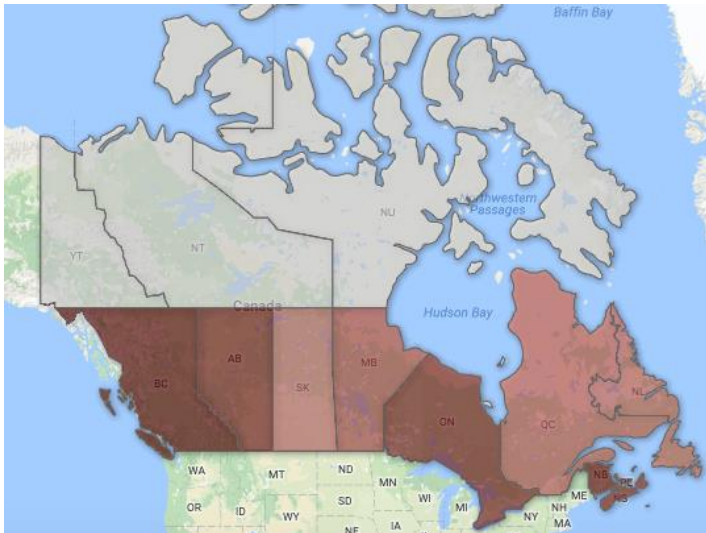 Baffin Bay
Northwestern
Passages
NU
NT
YT
Canada
Hudson Bay
BC
AB
SK
MB
ON
QC
NL
NB
PE
NS
WA
MT
ND
MN
OR
ID
SD
WI
MI
ME
WY
NY
NH
MA
NE
IA